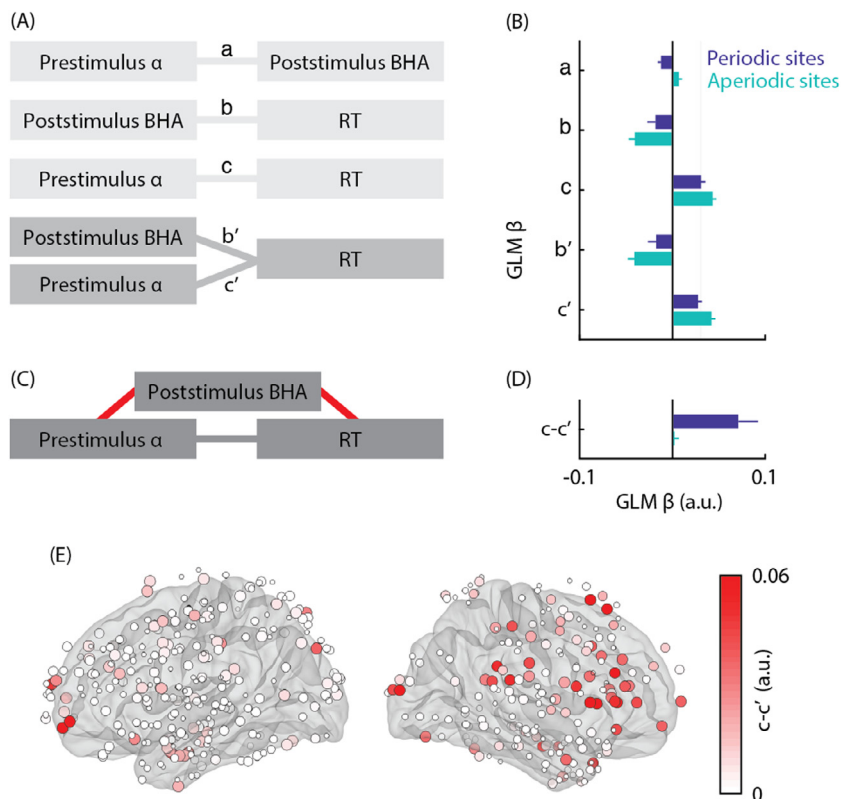 (A)
Prestimulus α a Poststimulus BHA
Poststimulus BHA b RT
Prestimulus α c RT
Poststimulus BHA b′
RT
Prestimulus α c′
(B)
Periodic sites
Aperiodic sites
a
b
c
b′
c′
GLM β
(C)
Poststimulus BHA
Prestimulus α RT
(D)
c-c′
-0.1 0.1
GLM β (a.u.)
(E)
0.06
c-c′ (a.u.)
0